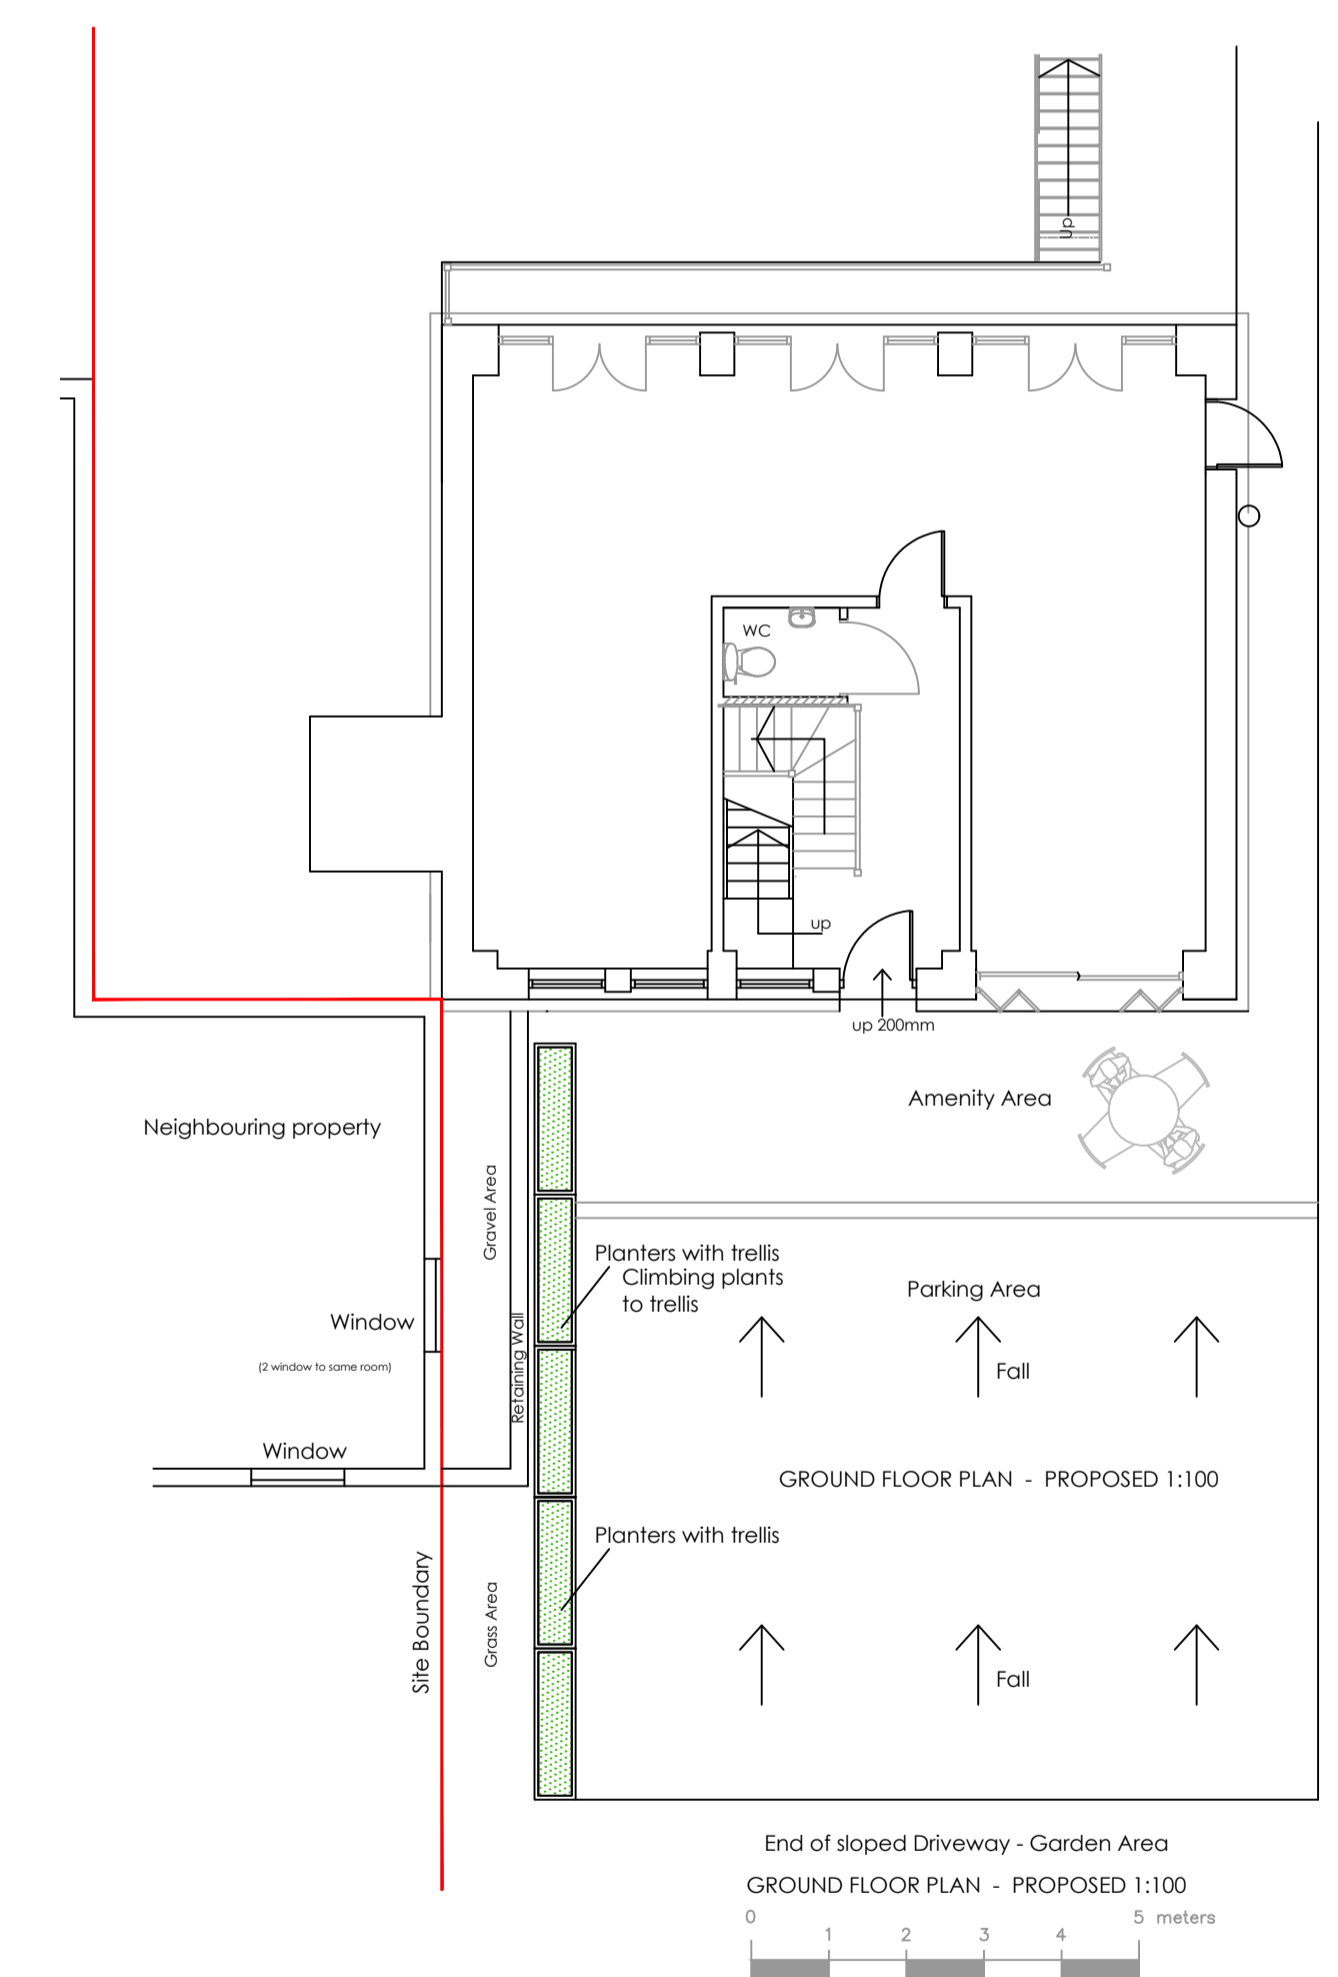 Up
WC
up
up 200mm
Amenity Area
Neighbouring property
Gravel Area
Planters with trellis
Climbing plants
to trellis
Parking Area
Window
Retaining Wall
(2 window to same room)
Fall
Window
GROUND FLOOR PLAN - PROPOSED 1:100
Planters with trellis
Site Boundary
Grass Area
Fall
End of sloped Driveway - Garden Area
GROUND FLOOR PLAN - PROPOSED 1:100
0 1 2 3 4 5 meters